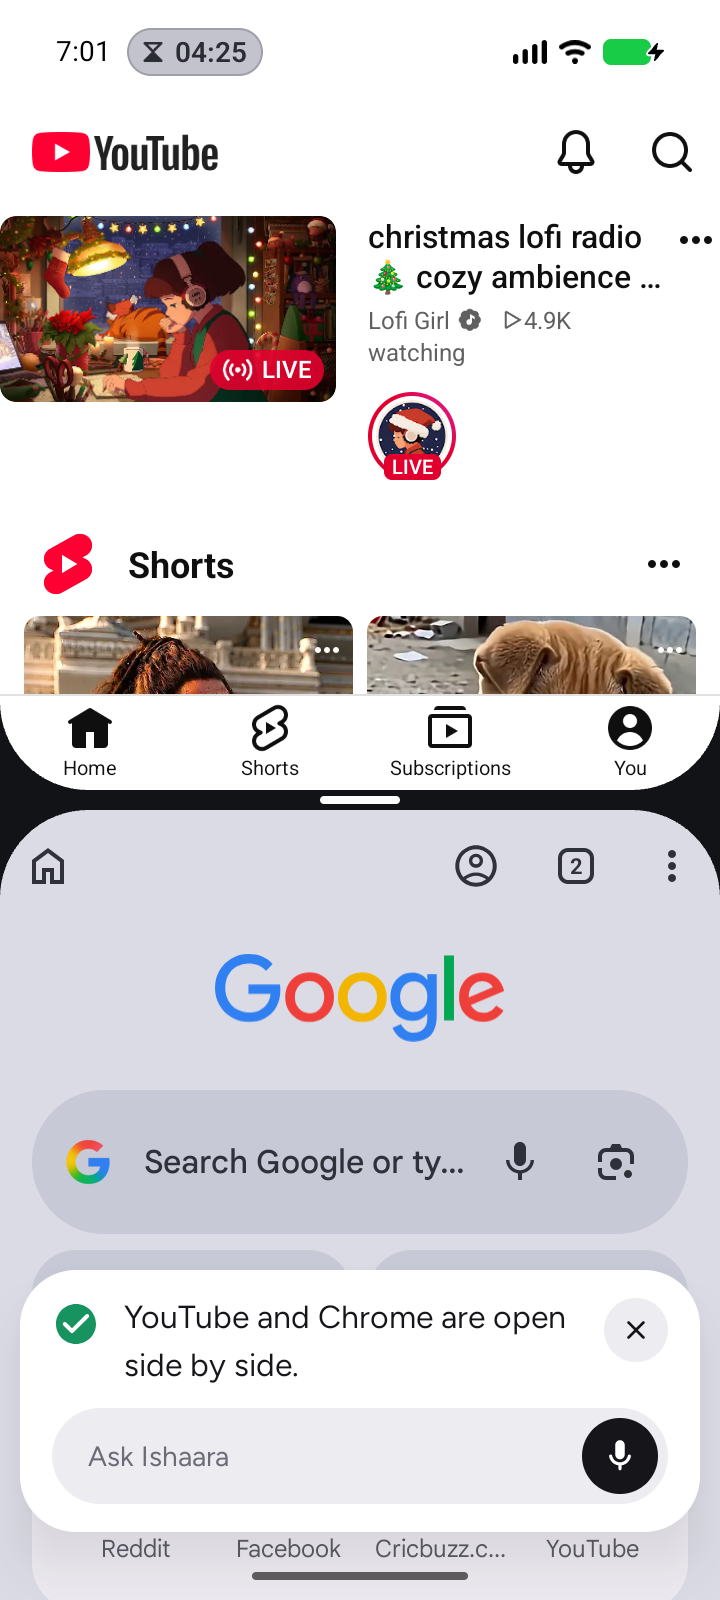 7:01
04:25
YouTube
christmas lofi radio
🎄 cozy ambience ...
Lofi Girl
4.9K
watching
LIVE
LIVE
Shorts
Home
Shorts
Subscriptions
You
2
Google
Search Google or ty...
YouTube and Chrome are open
side by side.
Ask Ishaara
Reddit
Facebook
Cricbuzz.c...
YouTube